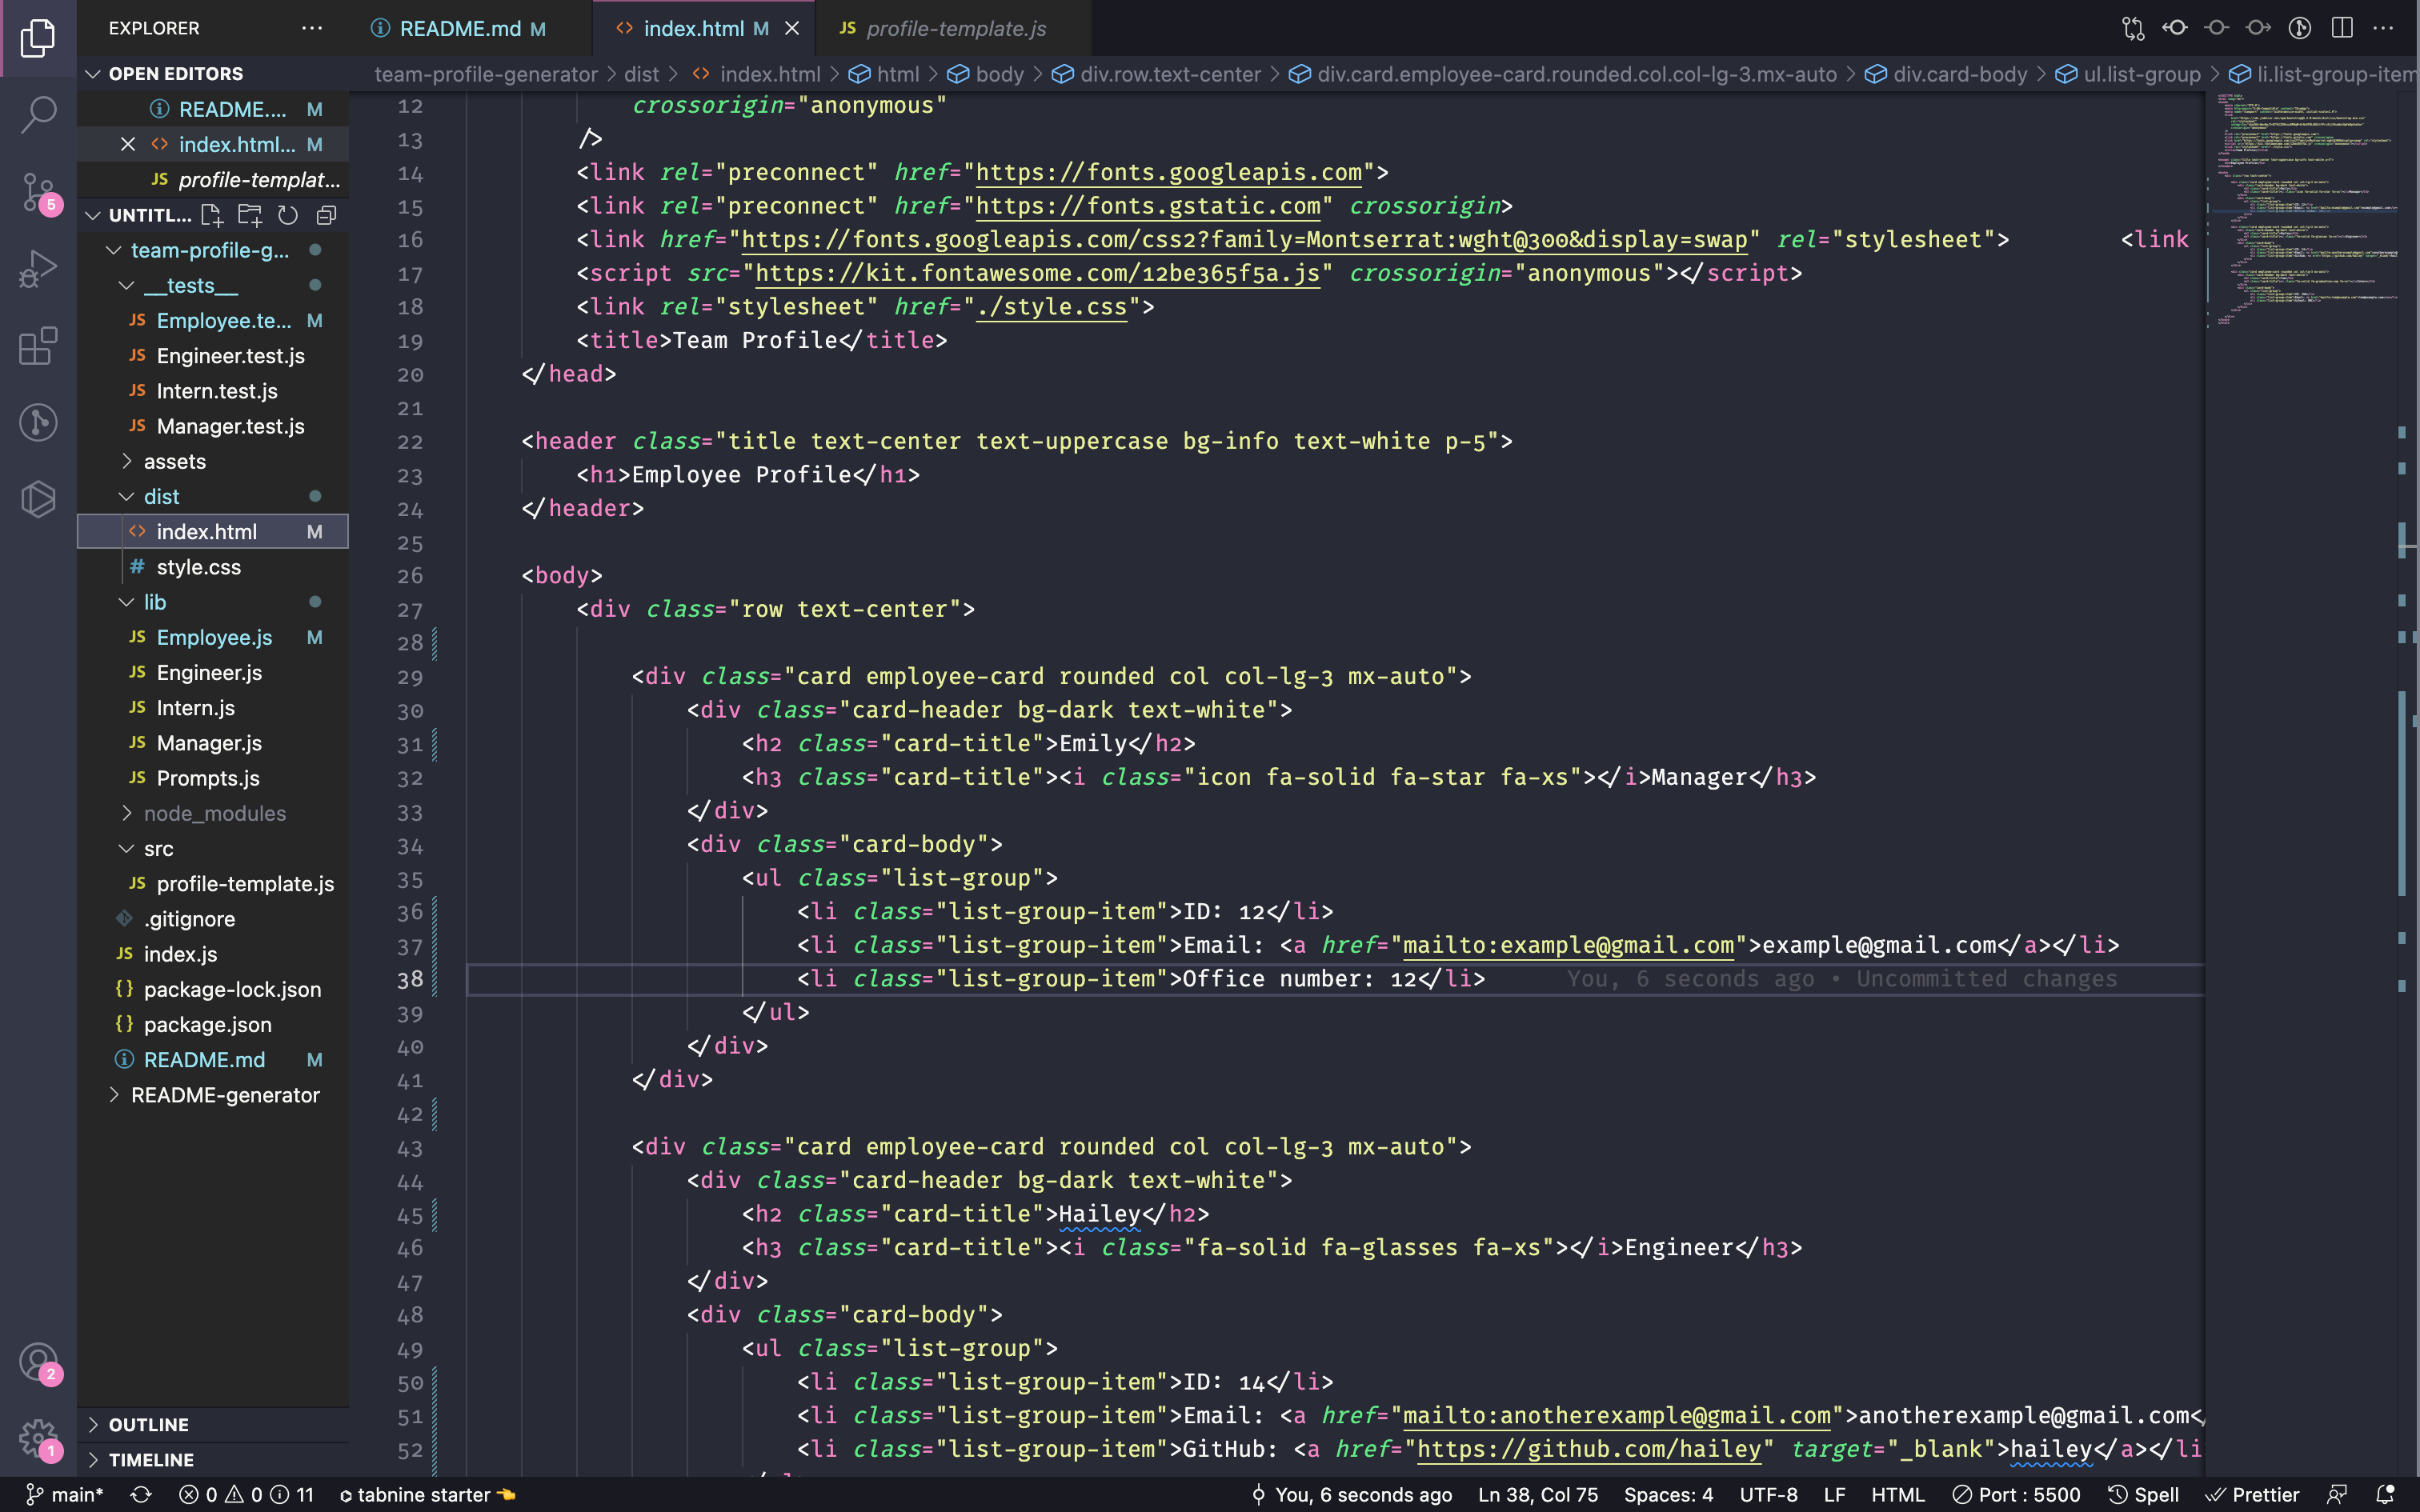 EXPLORER
OPEN EDITORS
README.... M
index.html... M
JS profile-templat...
UNTITL...
team-profile-g...
__tests__
JS Employee.te... M
JS Engineer.test.js
JS Intern.test.js
JS Manager.test.js
assets
dist
index.html M
# style.css
lib
JS Employee.js M
JS Engineer.js
JS Intern.js
JS Manager.js
JS Prompts.js
node_modules
src
JS profile-template.js
.gitignore
JS index.js
{} package-lock.json
{} package.json
README.md M
README-generator
OUTLINE
TIMELINE
5
2
1
README.md M
index.html M
JS profile-template.js
team-profile-generator > dist > index.html > html > body > div.row.text-center > div.card.employee-card.rounded.col.col-lg-3.mx-auto > div.card-body > ul.list-group > li.list-group-item
12 crossorigin="anonymous"
13 />
14 <link rel="preconnect" href="https://fonts.googleapis.com">
15 <link rel="preconnect" href="https://fonts.gstatic.com" crossorigin>
16 <link href="https://fonts.googleapis.com/css2?family=Montserrat:wght@300&display=swap" rel="stylesheet"> <link
17 <script src="https://kit.fontawesome.com/12be365f5a.js" crossorigin="anonymous"></script>
18 <link rel="stylesheet" href="./style.css">
19 <title>Team Profile</title>
20 </head>
21
22 <header class="title text-center text-uppercase bg-info text-white p-5">
23 <h1>Employee Profile</h1>
24 </header>
25
26 <body>
27 <div class="row text-center">
28
29 <div class="card employee-card rounded col col-lg-3 mx-auto">
30 <div class="card-header bg-dark text-white">
31 <h2 class="card-title">Emily</h2>
32 <h3 class="card-title"><i class="icon fa-solid fa-star fa-xs"></i>Manager</h3>
33 </div>
34 <div class="card-body">
35 <ul class="list-group">
36 <li class="list-group-item">ID: 12</li>
37 <li class="list-group-item">Email: <a href="mailto:example@gmail.com">example@gmail.com</a></li>
38 <li class="list-group-item">Office number: 12</li> You, 6 seconds ago • Uncommitted changes
39 </ul>
40 </div>
41 </div>
42
43 <div class="card employee-card rounded col col-lg-3 mx-auto">
44 <div class="card-header bg-dark text-white">
45 <h2 class="card-title">Hailey</h2>
46 <h3 class="card-title"><i class="fa-solid fa-glasses fa-xs"></i>Engineer</h3>
47 </div>
48 <div class="card-body">
49 <ul class="list-group">
50 <li class="list-group-item">ID: 14</li>
51 <li class="list-group-item">Email: <a href="mailto:anotherexample@gmail.com">anotherexample@gmail.com</
52 <li class="list-group-item">GitHub: <a href="https://github.com/hailey" target="_blank">hailey</a></li
main* 0 0 11 tabnine starter You, 6 seconds ago Ln 38, Col 75 Spaces: 4 UTF-8 LF HTML Port : 5500 Spell Prettier